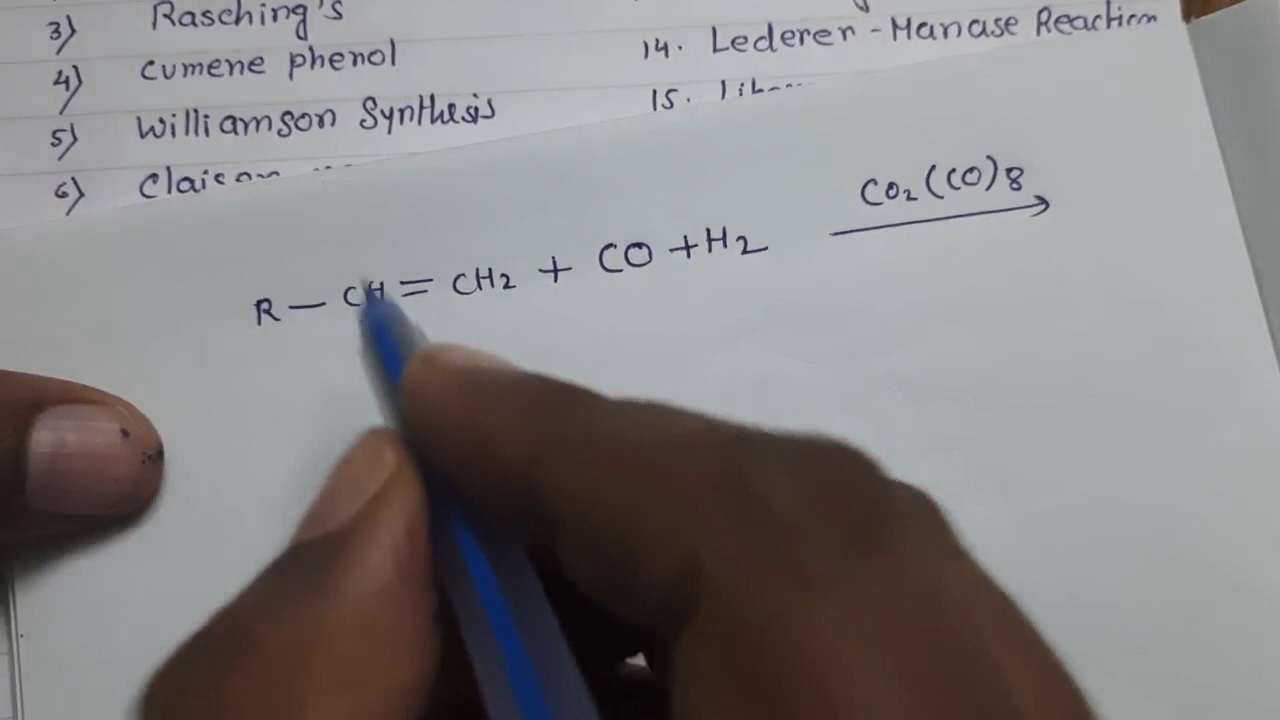 3) Rasching's
4) Cumene phenol
5) Williamson Synthesis
6)
14. Lederer-Manase Reaction
15.
R — CH = CH2 + CO + H2
CO2(CO)8